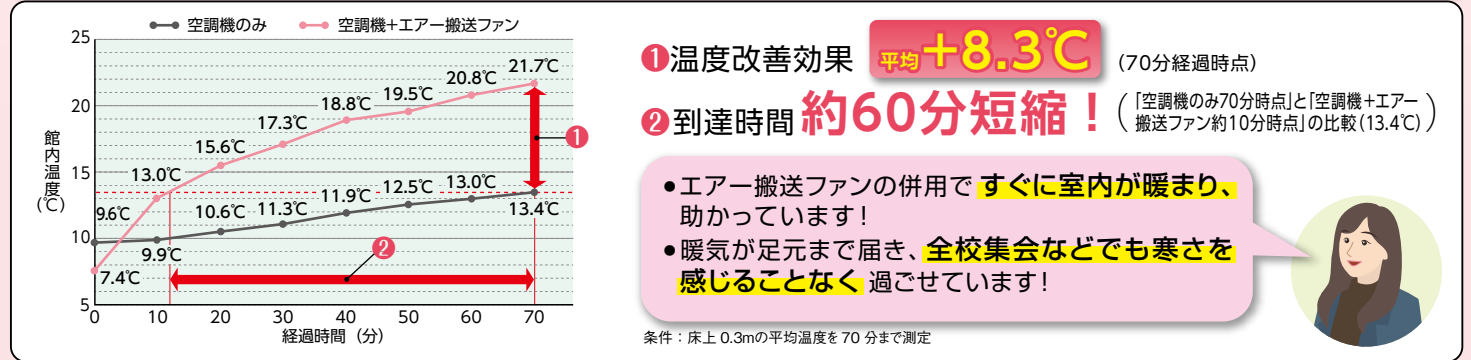 空調機のみ 空調機+エアー搬送ファン
25
20
15
10
5
館内温度(℃)
9.6℃
9.9℃
10.6℃
11.3℃
11.9℃
12.5℃
13.0℃
13.4℃
7.4℃
13.0℃
15.6℃
17.3℃
18.8℃
19.5℃
20.8℃
21.7℃
❶
❷
0 10 20 30 40 50 60 70
経過時間（分）
❶温度改善効果 平均+8.3℃ (70分経過時点)
❷到達時間 約60分短縮！
(「空調機のみ70分時点」と「空調機+エアー
搬送ファン約10分時点」の比較(13.4℃))
●エアー搬送ファンの併用ですぐに室内が暖まり、
助かっています！
●暖気が足元まで届き、全校集会などでも寒さを
感じることなく過ごせています！
条件：床上 0.3mの平均温度を 70 分まで測定